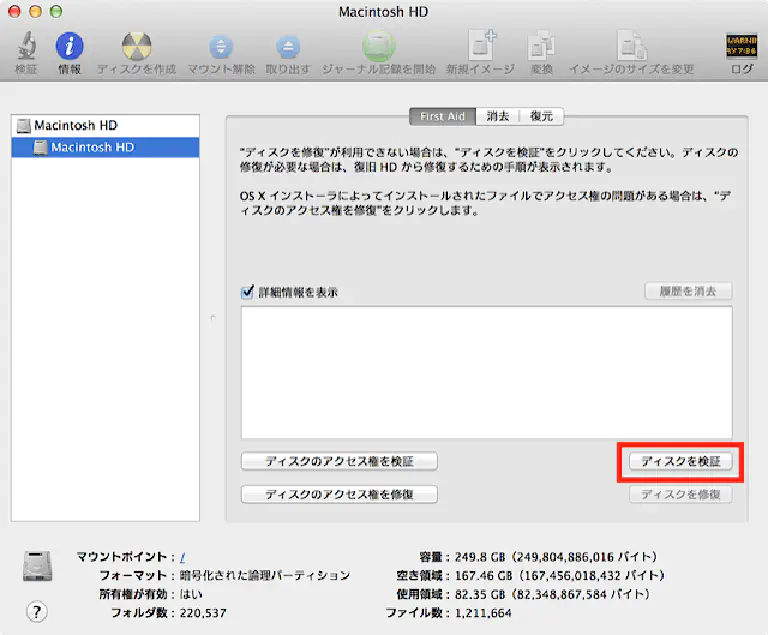 Macintosh HD
検証 情報 ディスクを作成 マウント解除 取り出す ジャーナル記録を開始 新規イメージ 変換 イメージのサイズを変更 ログ
Macintosh HD
Macintosh HD
First Aid 消去 復元
"ディスクを修復"が利用できない場合は、"ディスクを検証"をクリックしてください。ディスクの
修復が必要な場合は、復旧 HD から修復するための手順が表示されます。
OS X インストーラによってインストールされたファイルでアクセス権の問題がある場合は、"デ
ィスクのアクセス権を修復"をクリックします。
詳細情報を表示 履歴を消去
ディスクのアクセス権を検証 ディスクを検証
ディスクのアクセス権を修復 ディスクを修復
マウントポイント : / 容量 : 249.8 GB（249,804,886,016 バイト）
フォーマット : 暗号化された論理パーティション 空き領域 : 167.46 GB（167,456,018,432 バイト）
所有権が有効 : はい 使用領域 : 82.35 GB（82,348,867,584 バイト）
フォルダ数 : 220,537 ファイル数 : 1,211,664
?